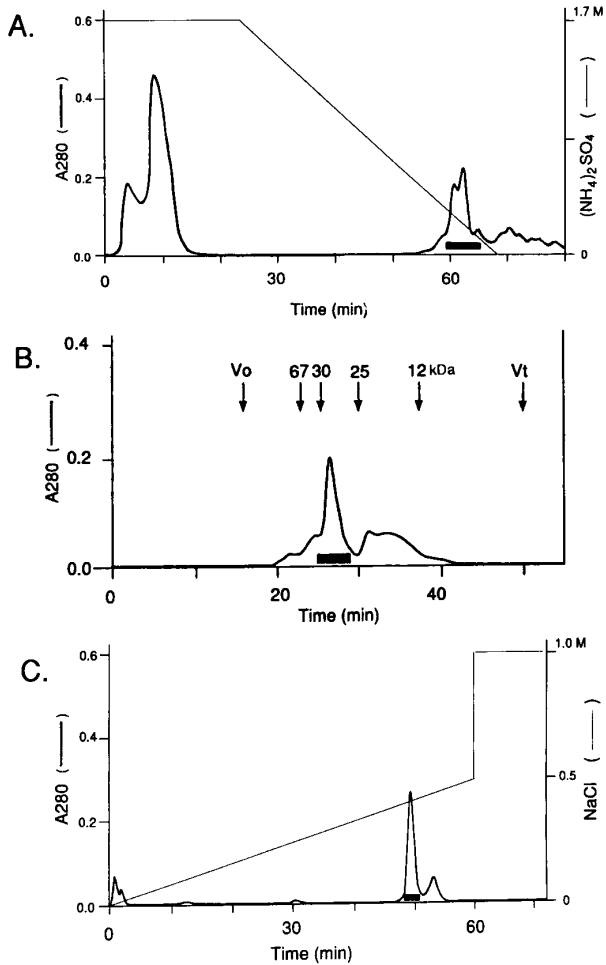 A.
0.6
0.4
0.2
0.0
A280 (——)
1.7 M
0
(NH₄)₂SO₄ (——)
0
30
60
Time (min)
B.
0.4
0.2
0.0
A280 (——)
Vo
67
30
25
12 kDa
Vt
0
20
40
Time (min)
C.
0.6
0.4
0.2
0.0
A280 (——)
1.0 M
0.5
0
NaCl (——)
0
30
60
Time (min)